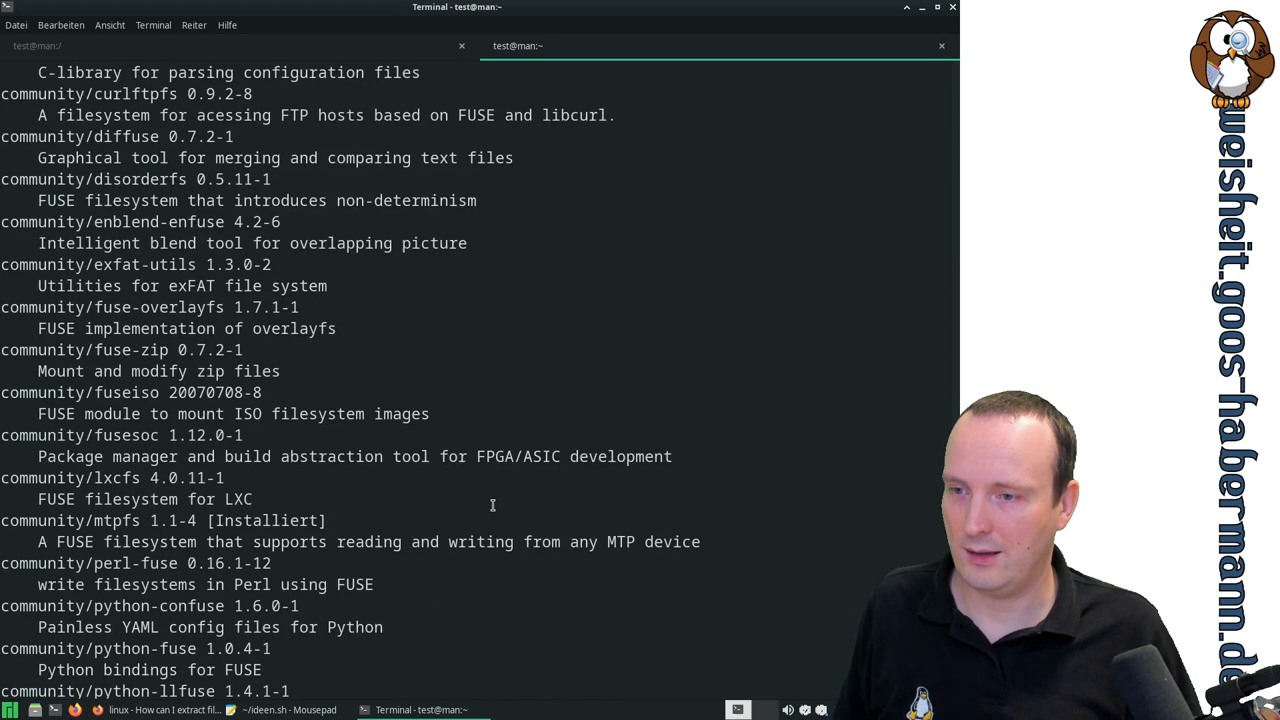 Terminal - test@man:~
Datei Bearbeiten Ansicht Terminal Reiter Hilfe
test@man:/
test@man:~
C-library for parsing configuration files
community/curlftpfs 0.9.2-8
A filesystem for acessing FTP hosts based on FUSE and libcurl.
community/diffuse 0.7.2-1
Graphical tool for merging and comparing text files
community/disorderfs 0.5.11-1
FUSE filesystem that introduces non-determinism
community/enblend-enfuse 4.2-6
Intelligent blend tool for overlapping picture
community/exfat-utils 1.3.0-2
Utilities for exFAT file system
community/fuse-overlayfs 1.7.1-1
FUSE implementation of overlayfs
community/fuse-zip 0.7.2-1
Mount and modify zip files
community/fuseiso 20070708-8
FUSE module to mount ISO filesystem images
community/fusesoc 1.12.0-1
Package manager and build abstraction tool for FPGA/ASIC development
community/lxcfs 4.0.11-1
FUSE filesystem for LXC
community/mtpfs 1.1-4 [Installiert]
A FUSE filesystem that supports reading and writing from any MTP device
community/perl-fuse 0.16.1-12
write filesystems in Perl using FUSE
community/python-confuse 1.6.0-1
Painless YAML config files for Python
community/python-fuse 1.0.4-1
Python bindings for FUSE
community/python-llfuse 1.4.1-1
linux - How can I extract fil...
~/ideen.sh - Mousepad
Terminal - test@man:~
weisheit.goos-habermann.de